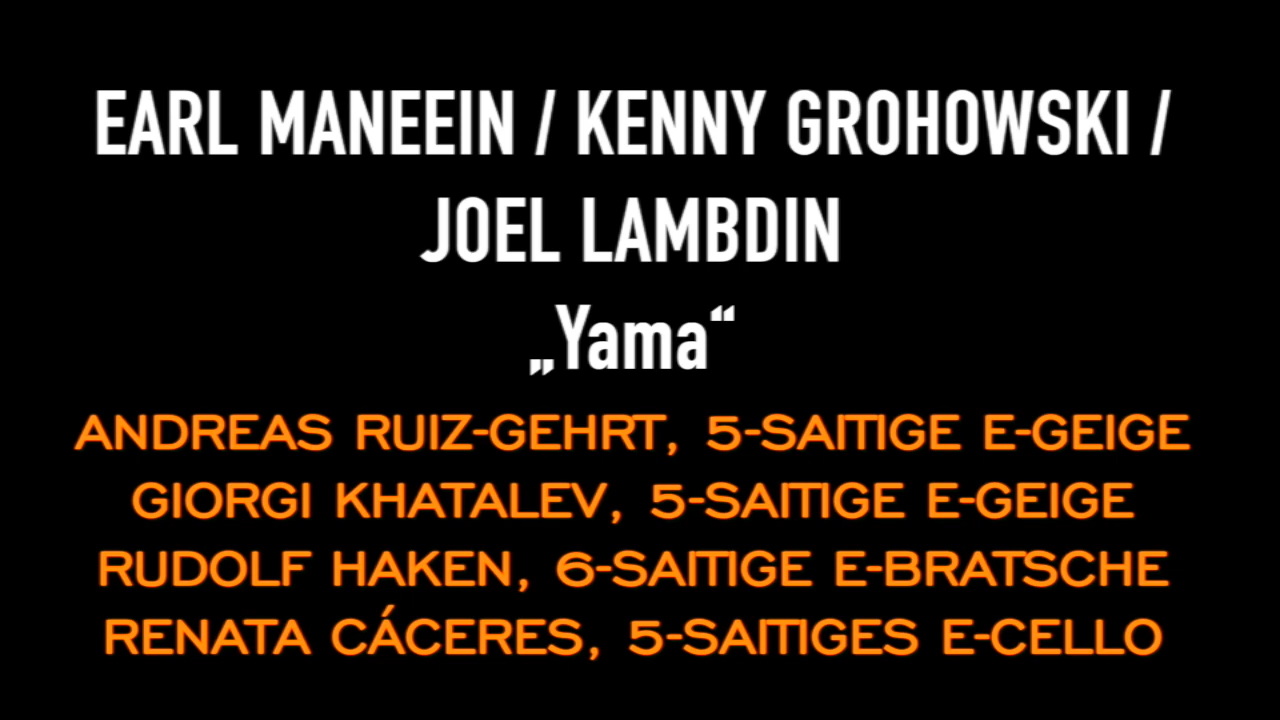 EARL MANEEIN / KENNY GROHOWSKI /
JOEL LAMBDIN
„Yama“
ANDREAS RUIZ-GEHRT, 5-SAITIGE E-GEIGE
GIORGI KHATALEV, 5-SAITIGE E-GEIGE
RUDOLF HAKEN, 6-SAITIGE E-BRATSCHE
RENATA CÁCERES, 5-SAITIGES E-CELLO